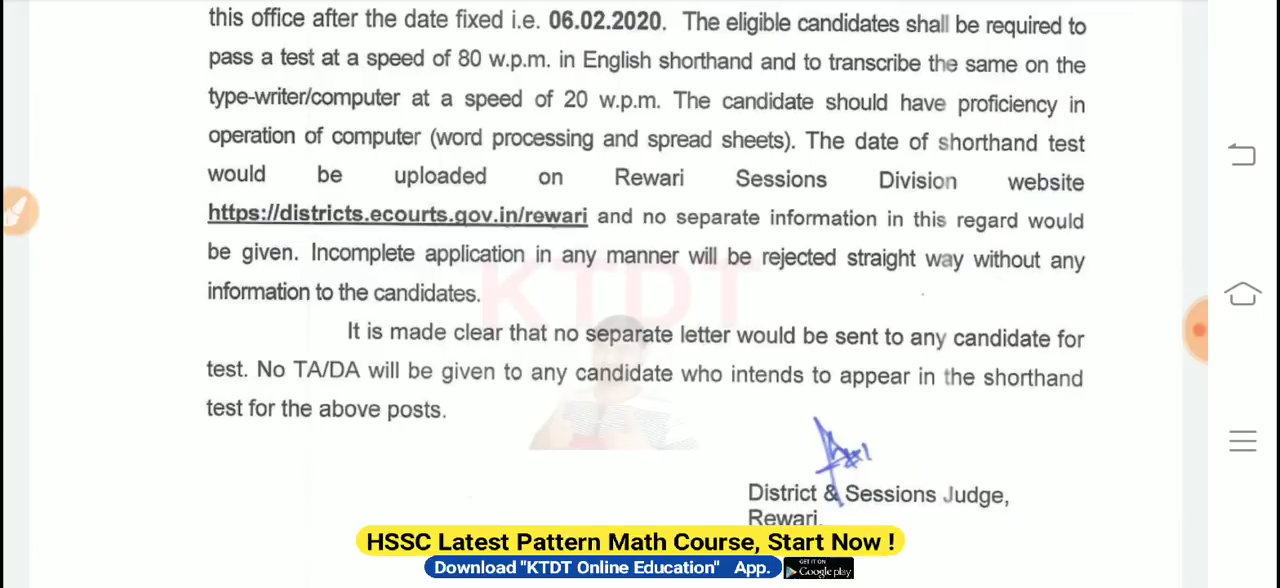 this office after the date fixed i.e. 06.02.2020. The eligible candidates shall be required to
pass a test at a speed of 80 w.p.m. in English shorthand and to transcribe the same on the
type-writer/computer at a speed of 20 w.p.m. The candidate should have proficiency in
operation of computer (word processing and spread sheets). The date of shorthand test
would be uploaded on Rewari Sessions Division website
https://districts.ecourts.gov.in/rewari and no separate information in this regard would
be given. Incomplete application in any manner will be rejected straight way without any
information to the candidates.
KTDT
It is made clear that no separate letter would be sent to any candidate for
test. No TA/DA will be given to any candidate who intends to appear in the shorthand
test for the above posts.
District & Sessions Judge,
Rewari.
HSSC Latest Pattern Math Course, Start Now !
Download "KTDT Online Education" App.
GET IT ON
Google play